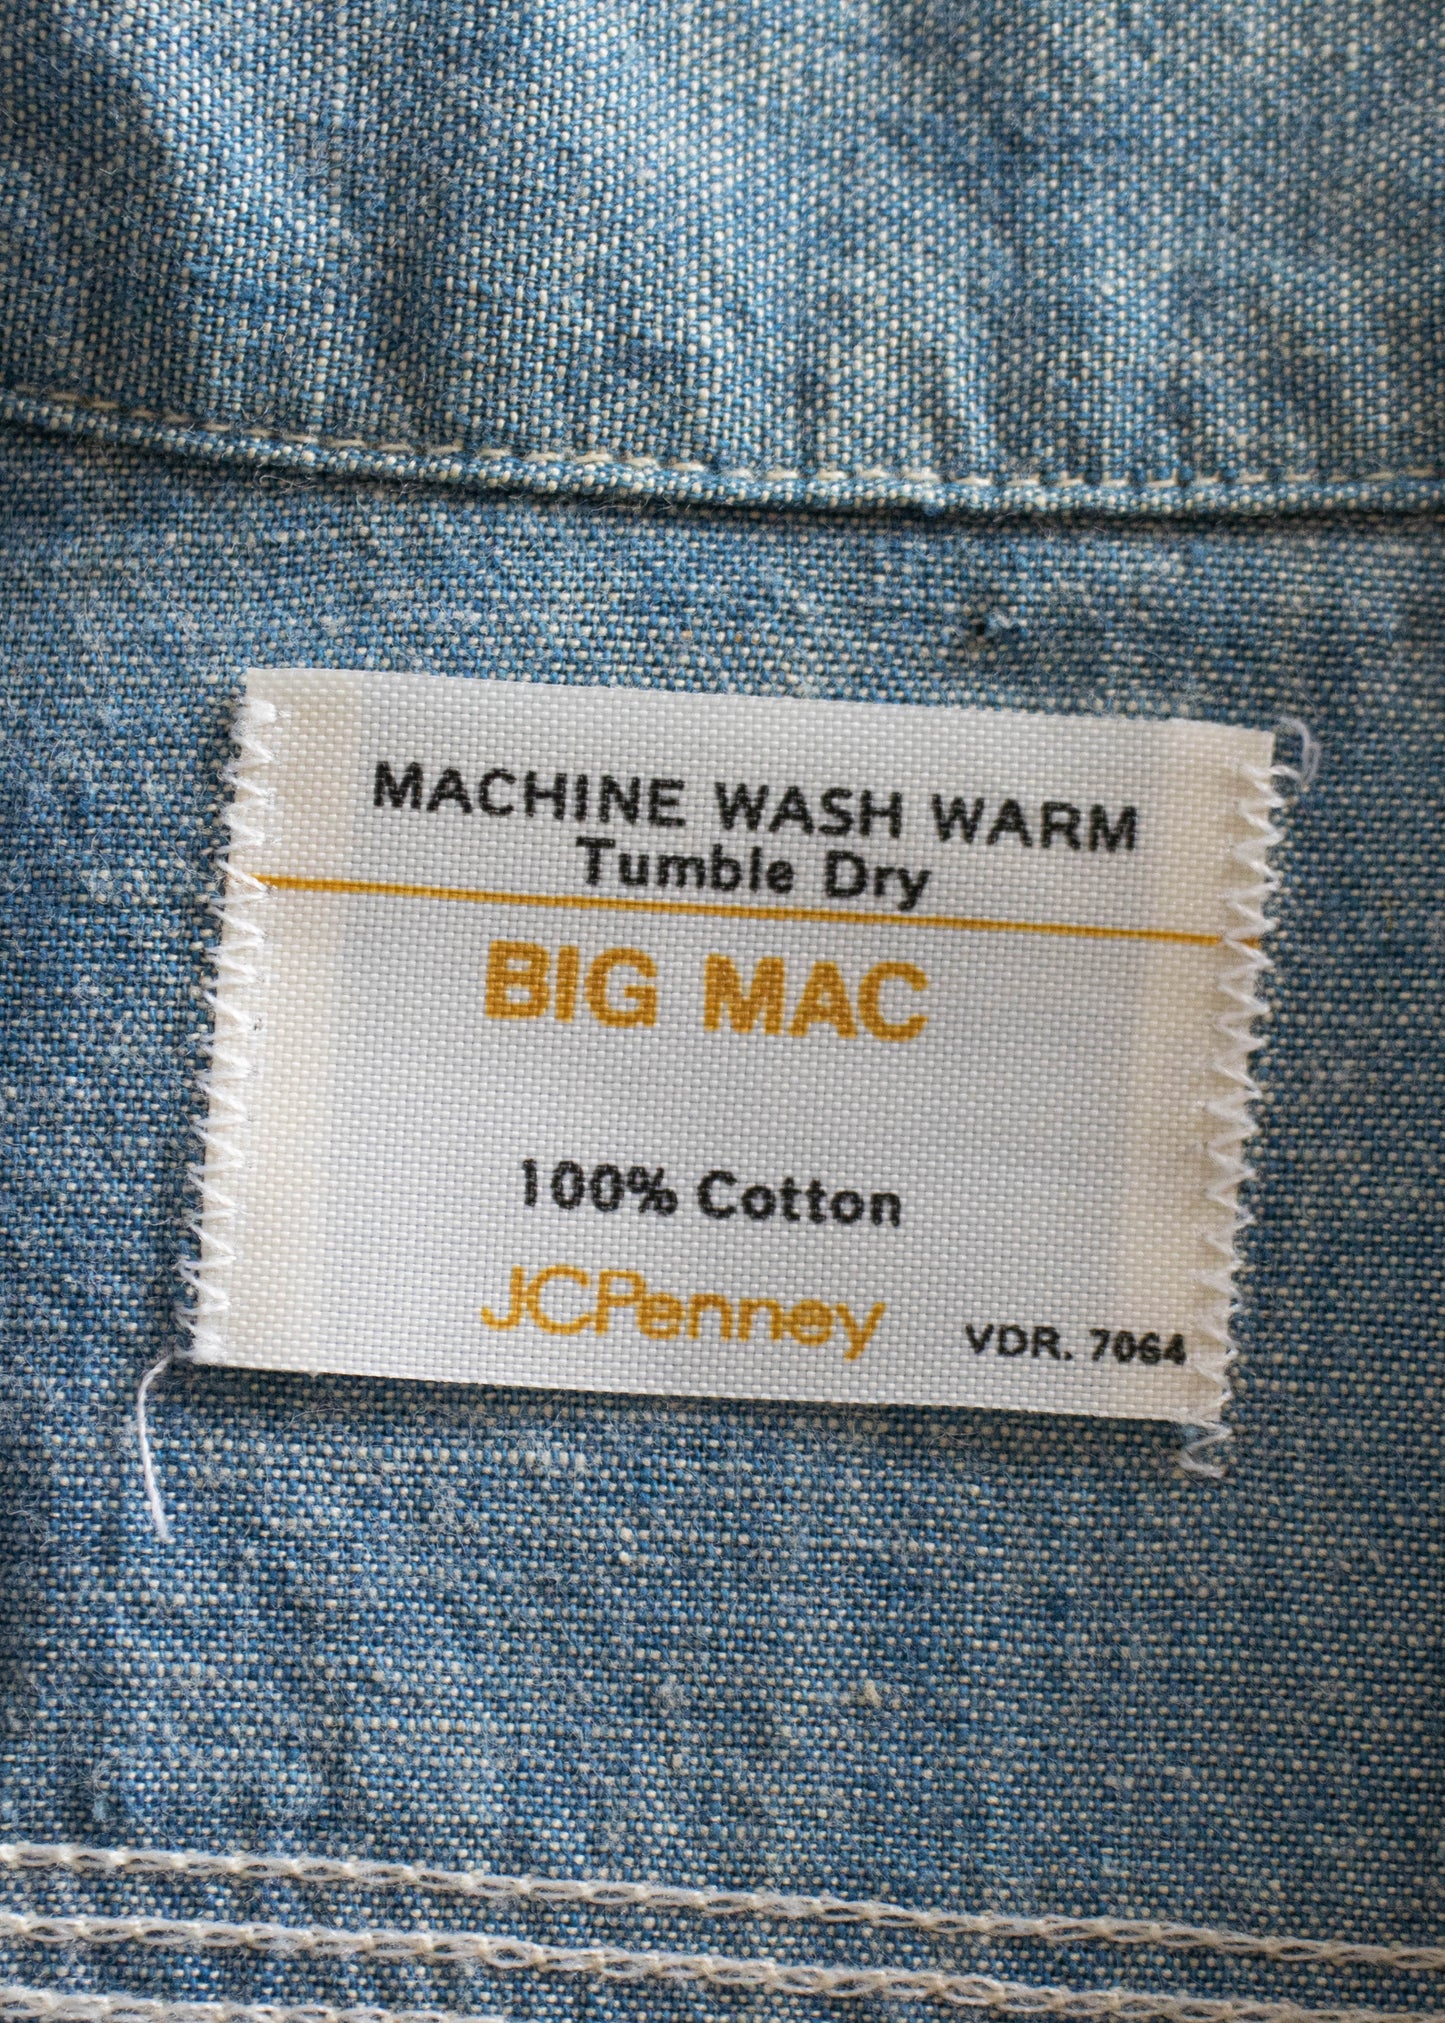 MACHINE WASH WARM
Tumble Dry
BIG MAC
100% Cotton
JCPenney VDR. 7064